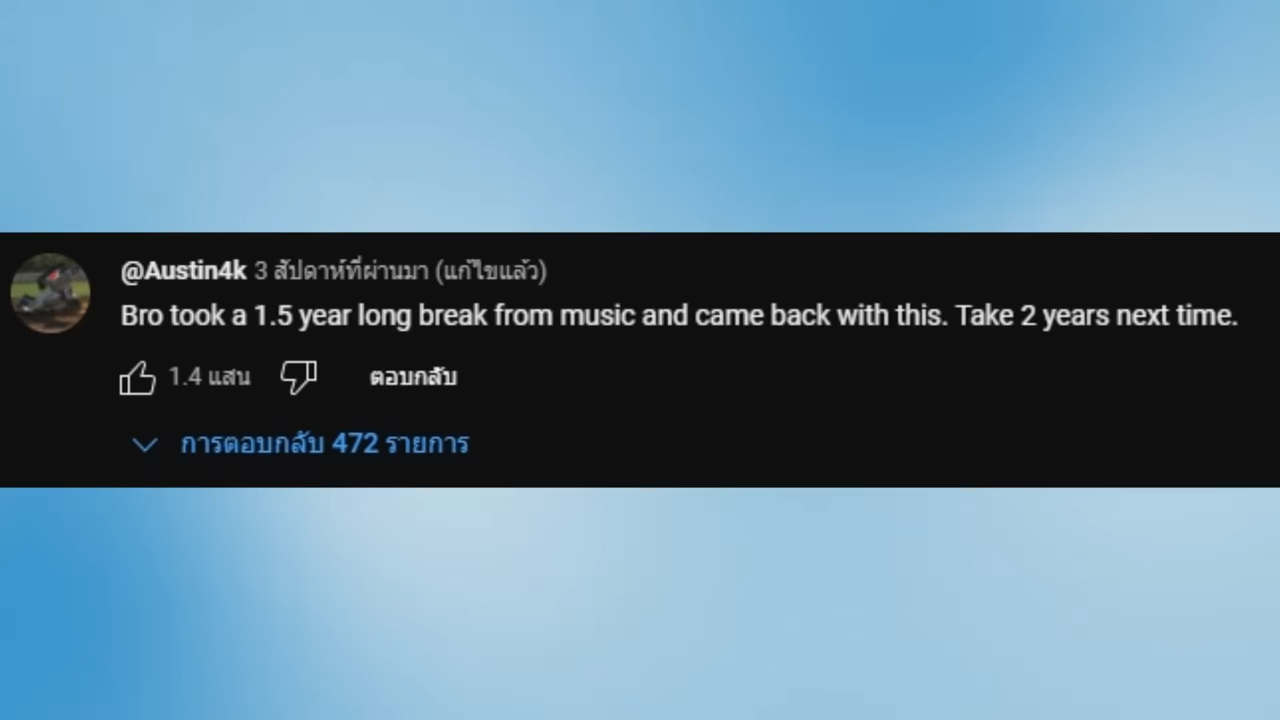 @Austin4k 3 สัปดาห์ที่ผ่านมา (แก้ไขแล้ว)
Bro took a 1.5 year long break from music and came back with this. Take 2 years next time.
1.4 แสน ตอบกลับ
การตอบกลับ 472 รายการ